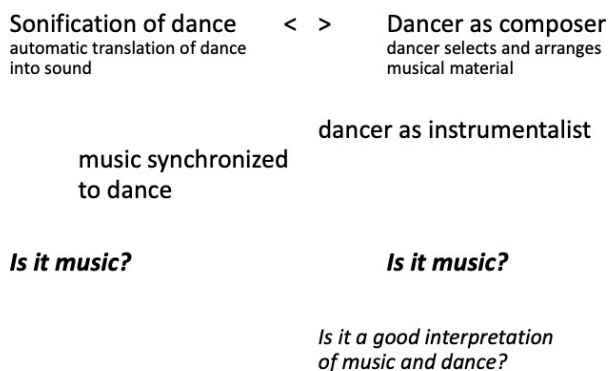 Sonification of dance < > Dancer as composer
automatic translation of dance
into sound
dancer selects and arranges
musical material
dancer as instrumentalist
music synchronized
to dance
Is it music?
Is it music?
Is it a good interpretation
of music and dance?